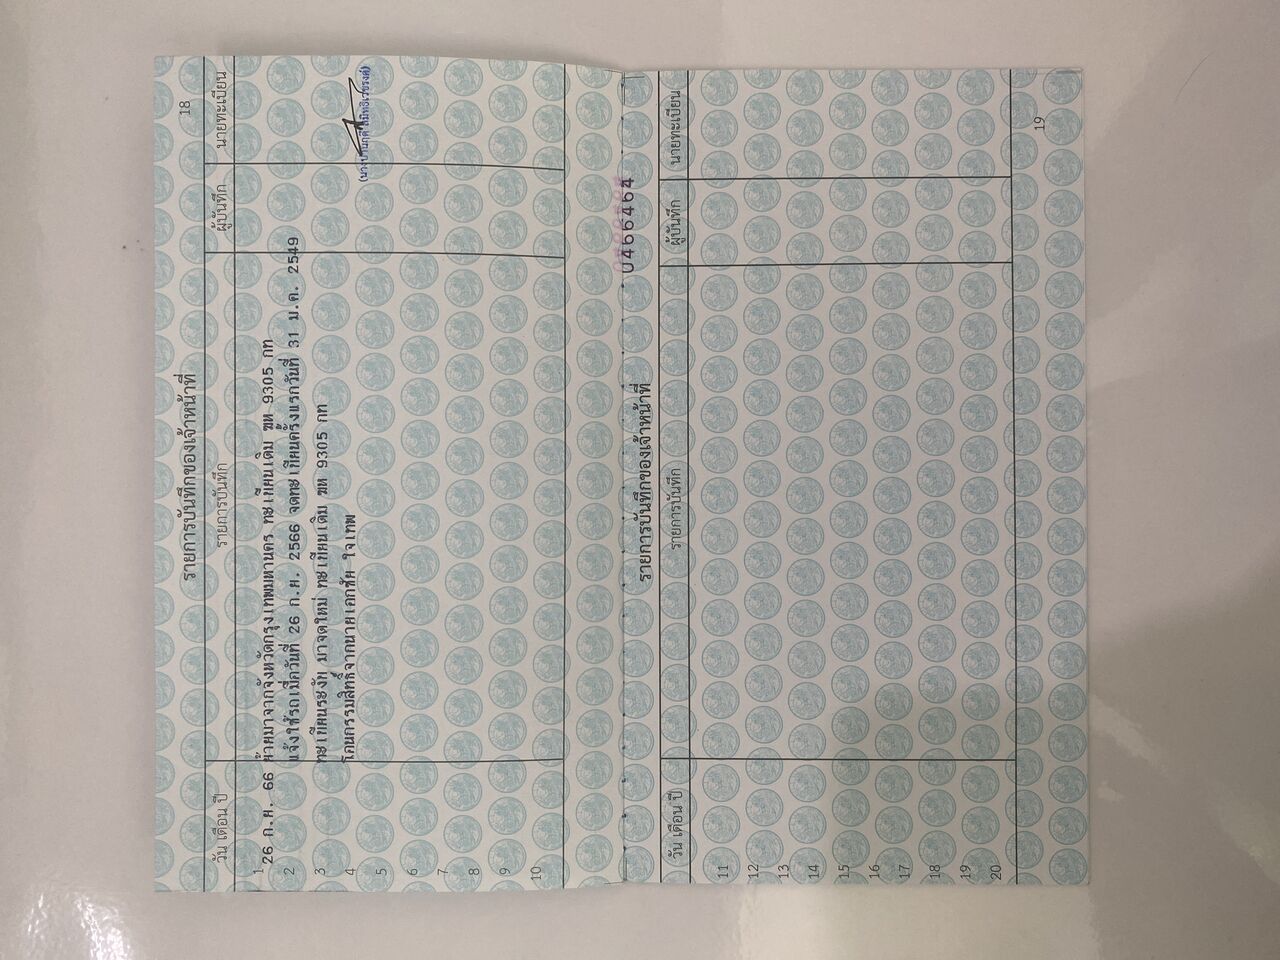 18
รายการบันทึกของเจ้าหน้าที่
วัน เดือน ปี รายการบันทึก ผู้บันทึก นายทะเบียน
1 26 ก.ย. 66 ย้ายมาจากจังหวัดกรุงเทพมหานคร ทะเบียนเดิม ฆห 9305 กท
2 แจ้งใช้รถเมื่อวันที่ 26 ก.ย. 2566 จดทะเบียนครั้งแรกวันที่ 31 ม.ค. 2549
3 ทะเบียนระงับ มาจดใหม่ ทะเบียนเดิม ฆห 9305 กท
4 โอนกรรมสิทธิ์จากนายเอกชัย ใจเทพ
5
6
7
8
9
10
0466464
รายการบันทึกของเจ้าหน้าที่
วัน เดือน ปี รายการบันทึก ผู้บันทึก นายทะเบียน
11
12
13
14
15
16
17
18
19
20
19